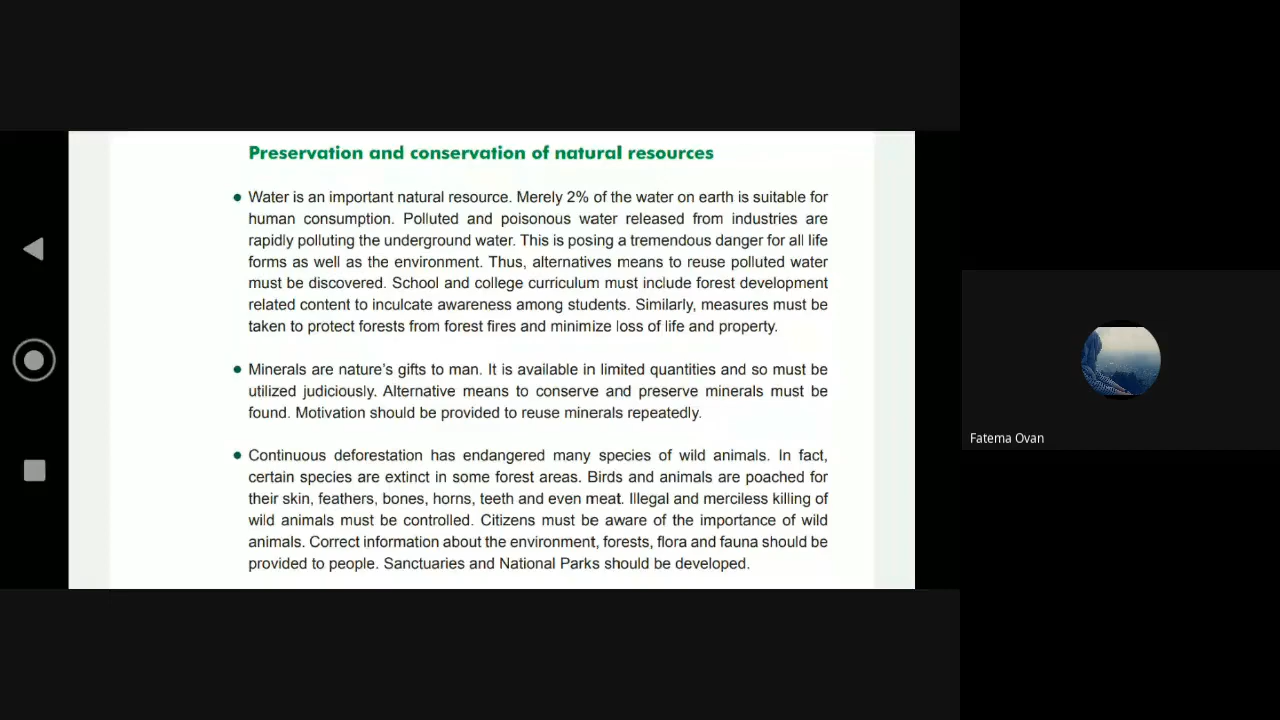 Preservation and conservation of natural resources
● Water is an important natural resource. Merely 2% of the water on earth is suitable for
human consumption. Polluted and poisonous water released from industries are
rapidly polluting the underground water. This is posing a tremendous danger for all life
forms as well as the environment. Thus, alternatives means to reuse polluted water
must be discovered. School and college curriculum must include forest development
related content to inculcate awareness among students. Similarly, measures must be
taken to protect forests from forest fires and minimize loss of life and property.
● Minerals are nature's gifts to man. It is available in limited quantities and so must be
utilized judiciously. Alternative means to conserve and preserve minerals must be
found. Motivation should be provided to reuse minerals repeatedly.
● Continuous deforestation has endangered many species of wild animals. In fact,
certain species are extinct in some forest areas. Birds and animals are poached for
their skin, feathers, bones, horns, teeth and even meat. Illegal and merciless killing of
wild animals must be controlled. Citizens must be aware of the importance of wild
animals. Correct information about the environment, forests, flora and fauna should be
provided to people. Sanctuaries and National Parks should be developed.
Fatema Ovan